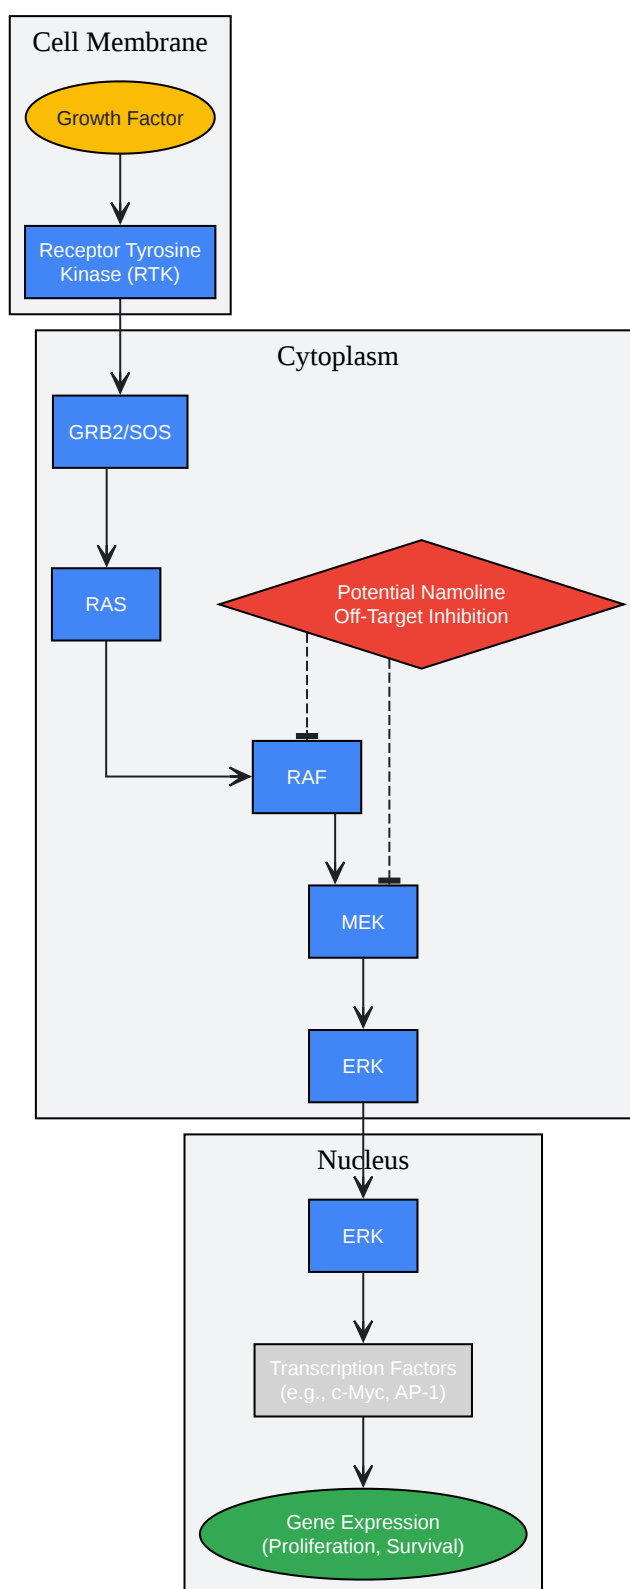 Cell Membrane
Growth Factor
Receptor Tyrosine
Kinase (RTK)
Cytoplasm
GRB2/SOS
RAS
Potential Namoline
Off-Target Inhibition
RAF
MEK
ERK
Nucleus
ERK
Transcription Factors
(e.g., c-Myc, AP-1)
Gene Expression
(Proliferation, Survival)